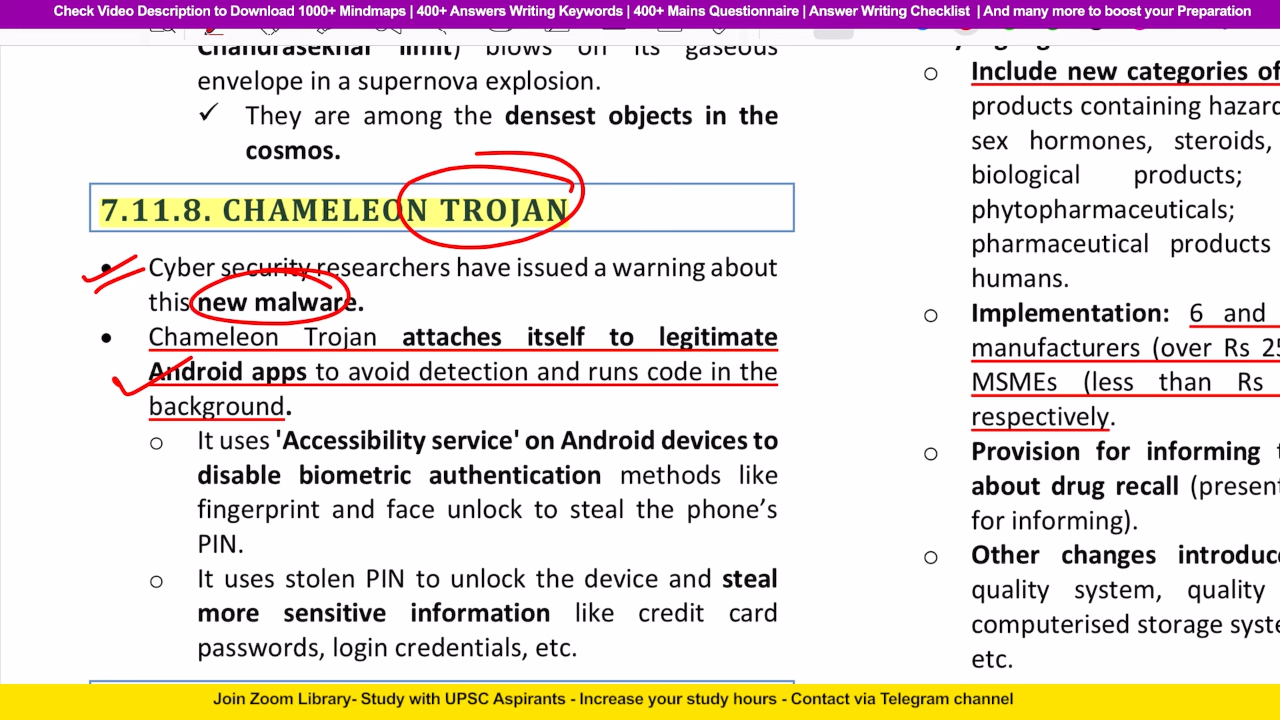 Check Video Description to Download 1000+ Mindmaps | 400+ Answers Writing Keywords | 400+ Mains Questionnaire | Answer Writing Checklist | And many more to boost your Preparation
Chandrasekhar limit) blows off its gaseous
envelope in a supernova explosion.
✓ They are among the densest objects in the
cosmos.
7.11.8. CHAMELEON TROJAN
• Cyber security researchers have issued a warning about
this new malware.
• Chameleon Trojan attaches itself to legitimate
Android apps to avoid detection and runs code in the
background.
o It uses 'Accessibility service' on Android devices to
disable biometric authentication methods like
fingerprint and face unlock to steal the phone’s
PIN.
o It uses stolen PIN to unlock the device and steal
more sensitive information like credit card
passwords, login credentials, etc.
o Include new categories of
products containing hazard
sex hormones, steroids,
biological products;
phytopharmaceuticals;
pharmaceutical products
humans.
o Implementation: 6 and
manufacturers (over Rs 25
MSMEs (less than Rs
respectively.
o Provision for informing t
about drug recall (present
for informing).
o Other changes introduce
quality system, quality
computerised storage syste
etc.
Join Zoom Library- Study with UPSC Aspirants - Increase your study hours - Contact via Telegram channel